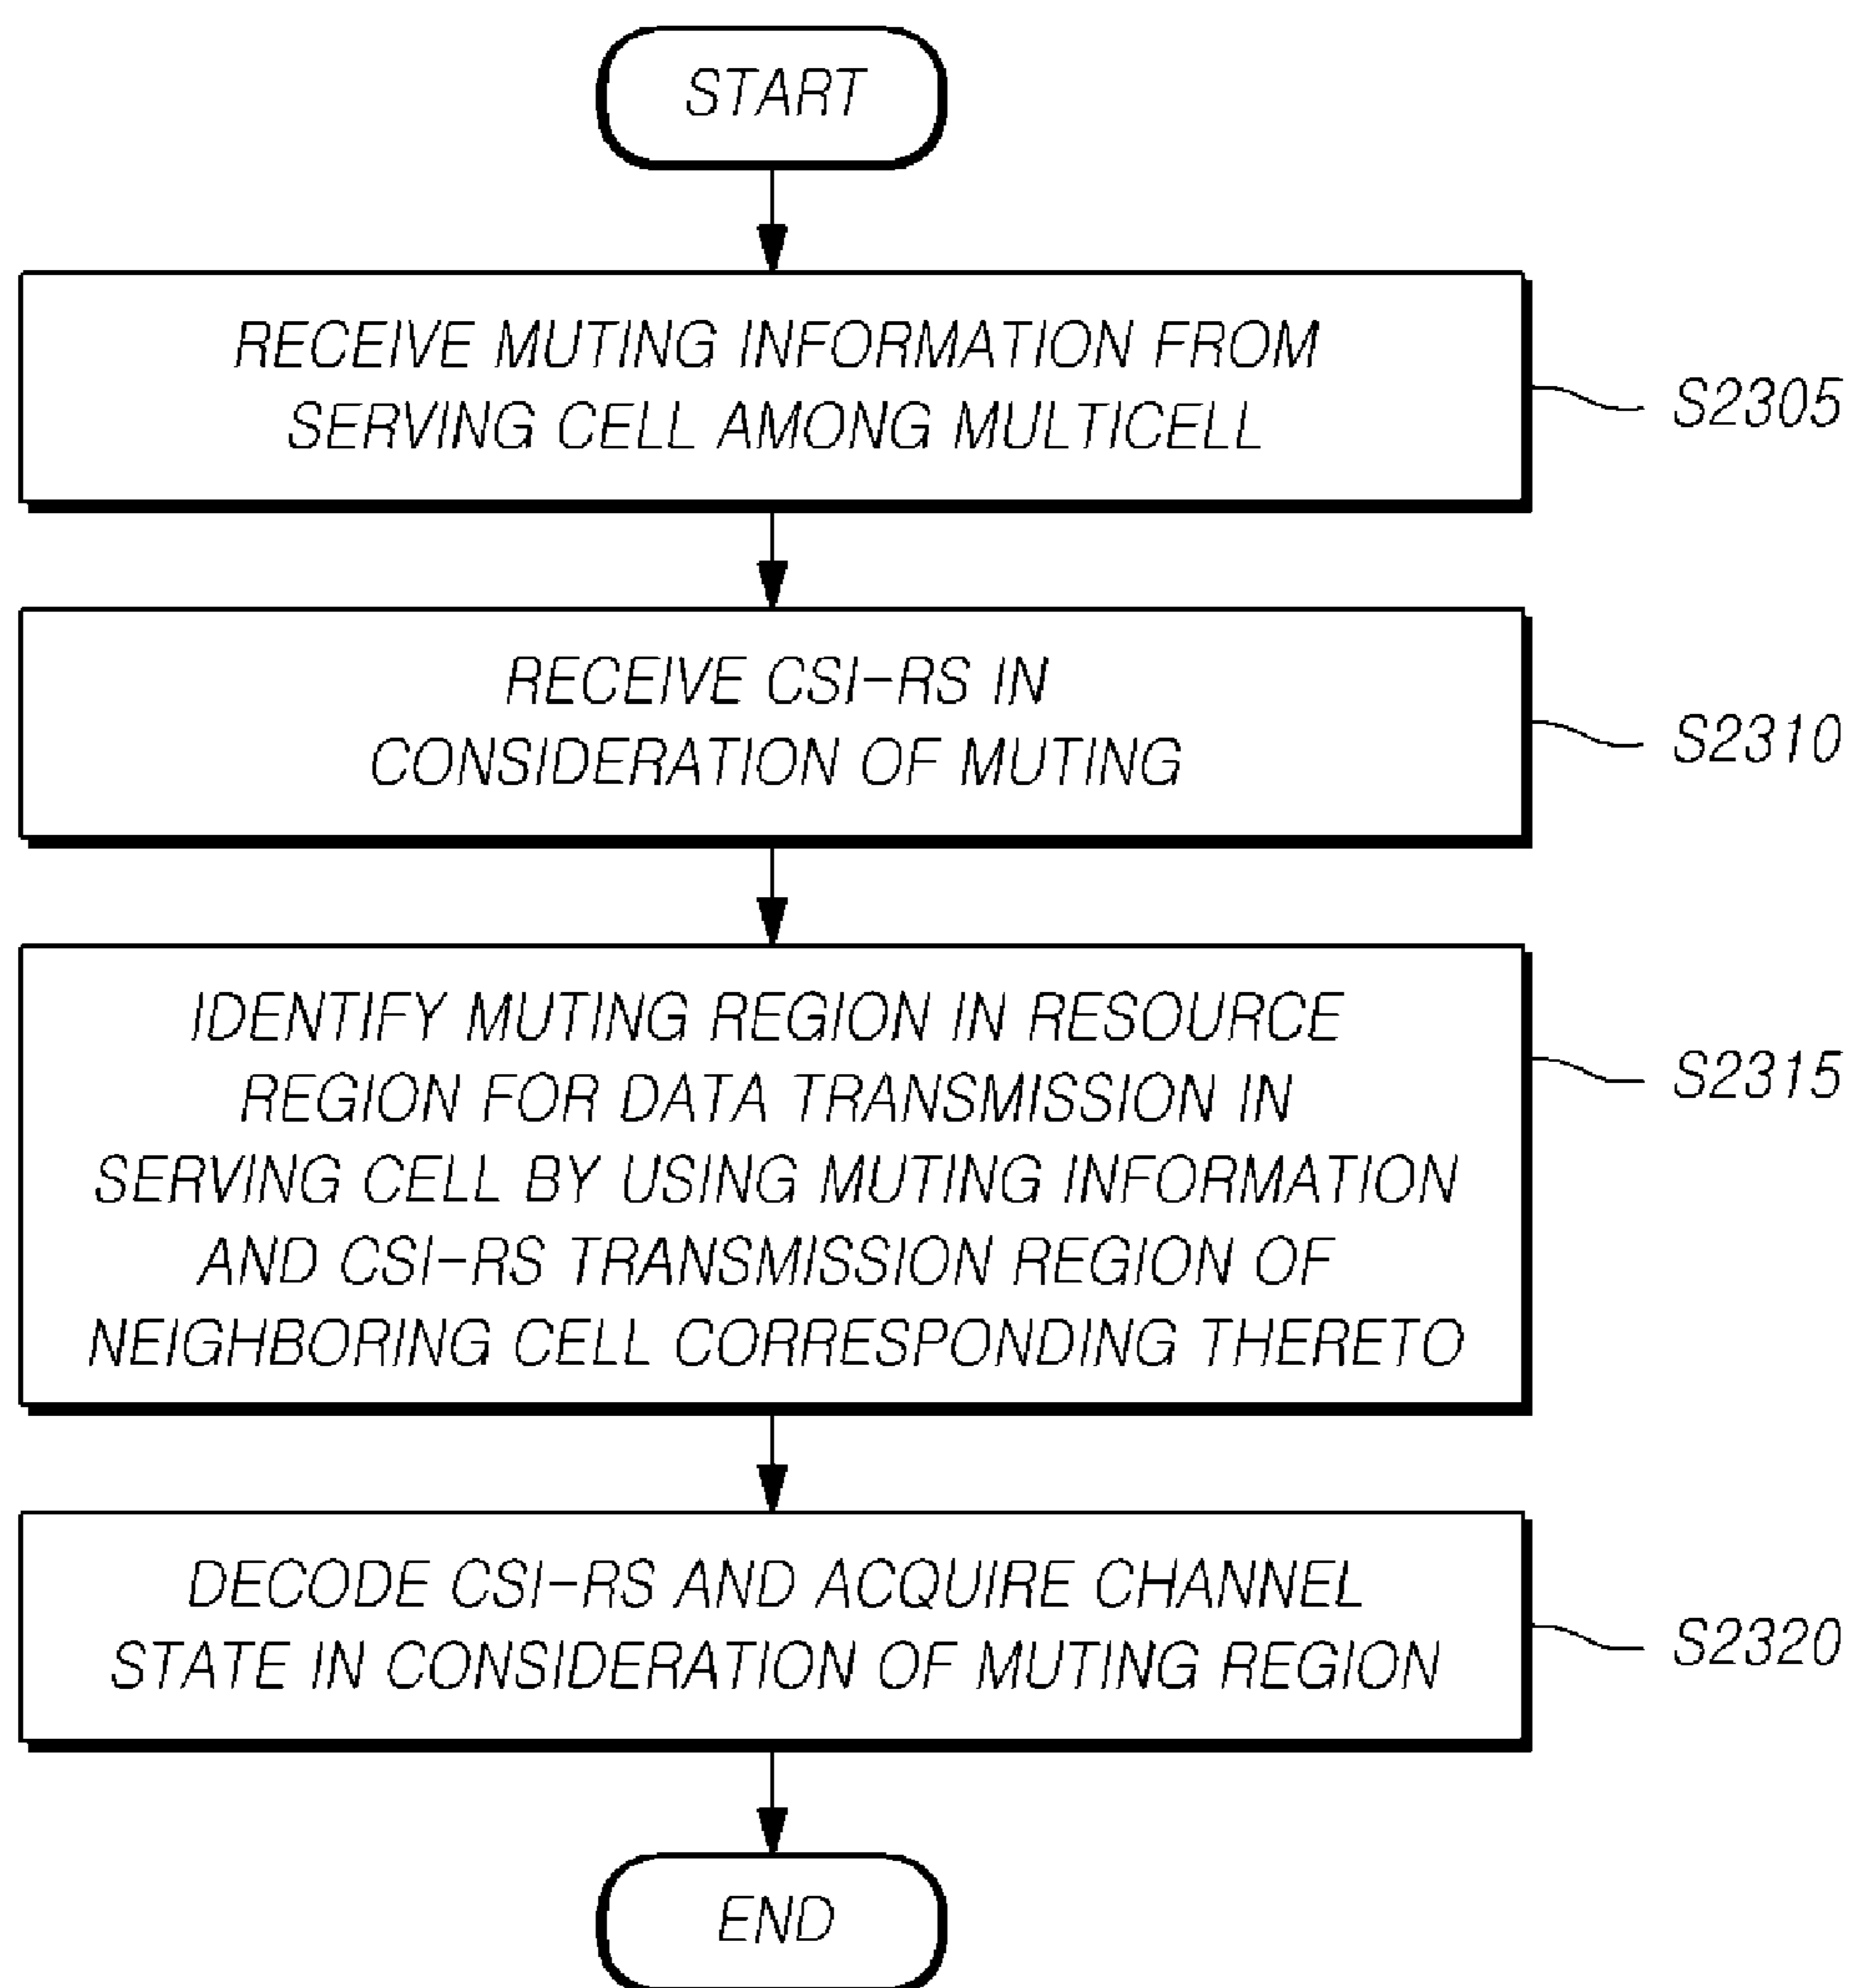 START
RECEIVE MUTING INFORMATION FROM
SERVING CELL AMONG MULTICELL
S2305
RECEIVE CSI-RS IN
CONSIDERATION OF MUTING
S2310
IDENTIFY MUTING REGION IN RESOURCE
REGION FOR DATA TRANSMISSION IN
SERVING CELL BY USING MUTING INFORMATION
AND CSI-RS TRANSMISSION REGION OF
NEIGHBORING CELL CORRESPONDING THERETO
S2315
DECODE CSI-RS AND ACQUIRE CHANNEL
STATE IN CONSIDERATION OF MUTING REGION
S2320
END